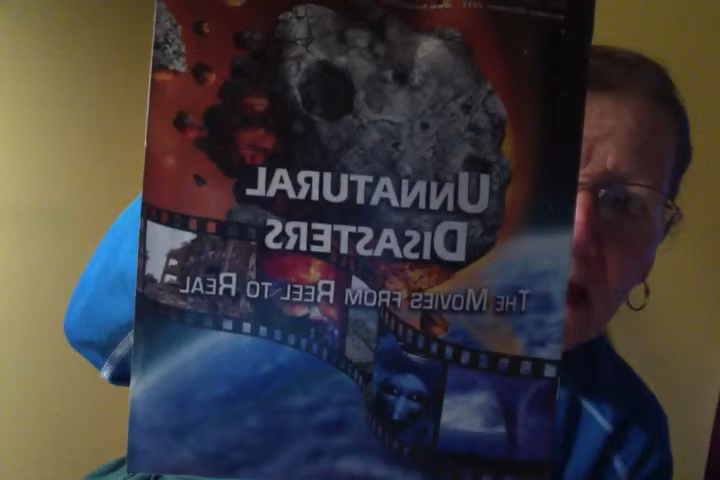 UNNATURAL
DISASTERS
THE MOVIES FROM REEL TO REAL